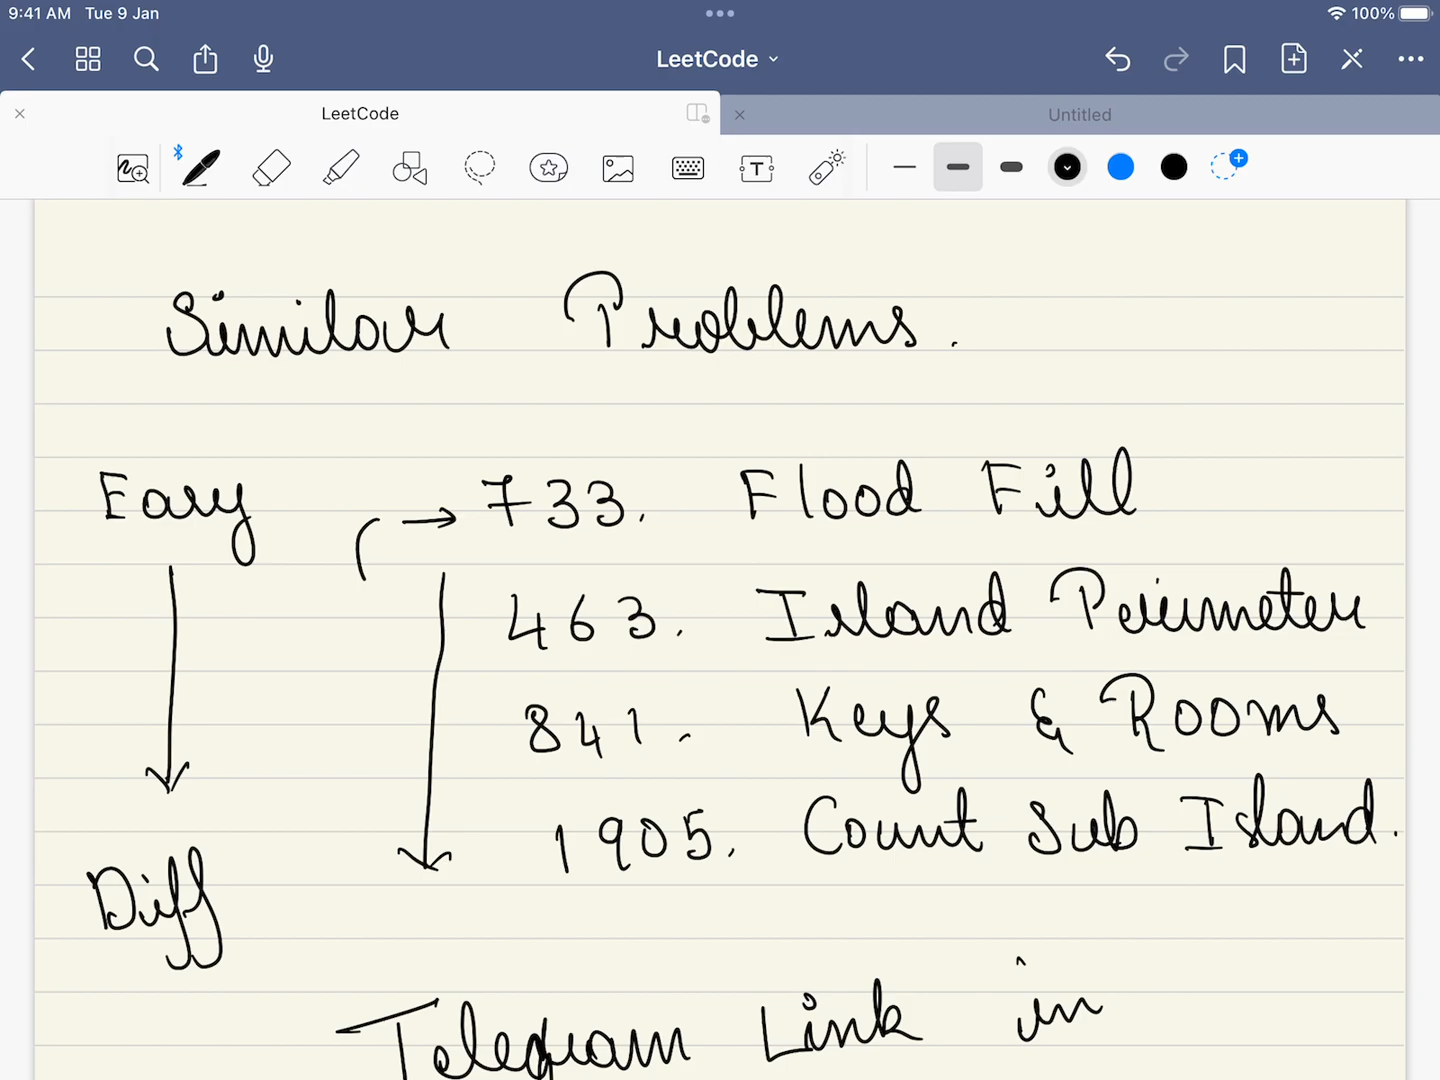 9:41 AM Tue 9 Jan
100%
LeetCode
LeetCode
Untitled
T
Similar Problems.
Easy
733. Flood Fill
463. Island Perimeter
841. Keys & Rooms
1905. Count Sub Island.
Diff
Telegram Link in